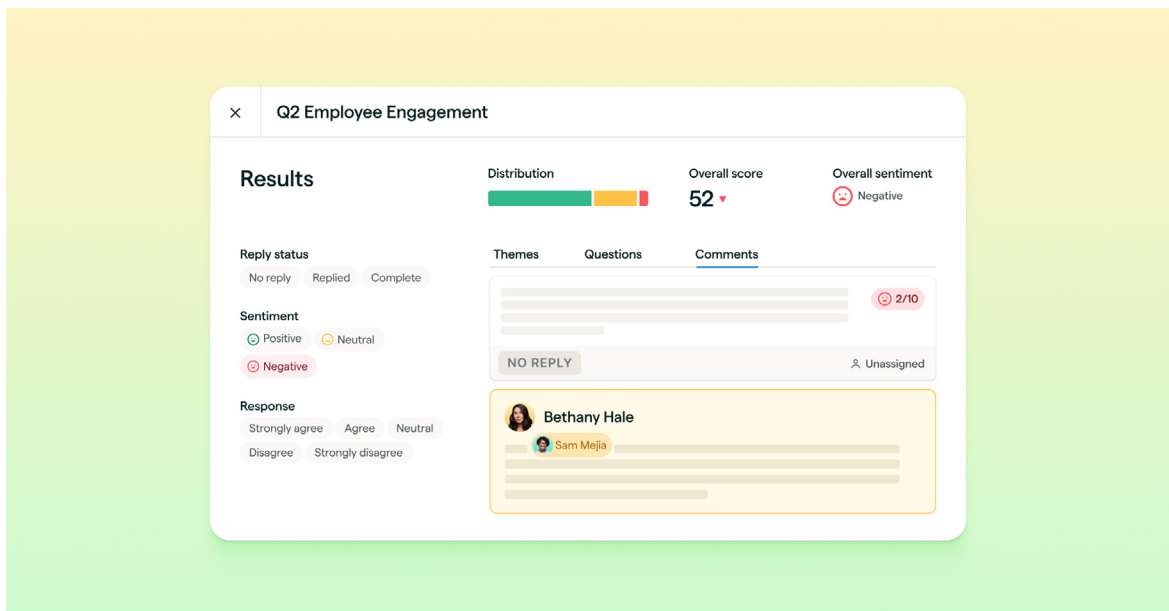 Q2 Employee Engagement
Results
Distribution
Overall score
Overall sentiment
52
Negative
Reply status
No reply Replied Complete
Sentiment
Positive Neutral
Negative
Response
Strongly agree Agree Neutral
Disagree Strongly disagree
Themes Questions Comments
2/10
NO REPLY
Unassigned
Bethany Hale
Sam Mejia